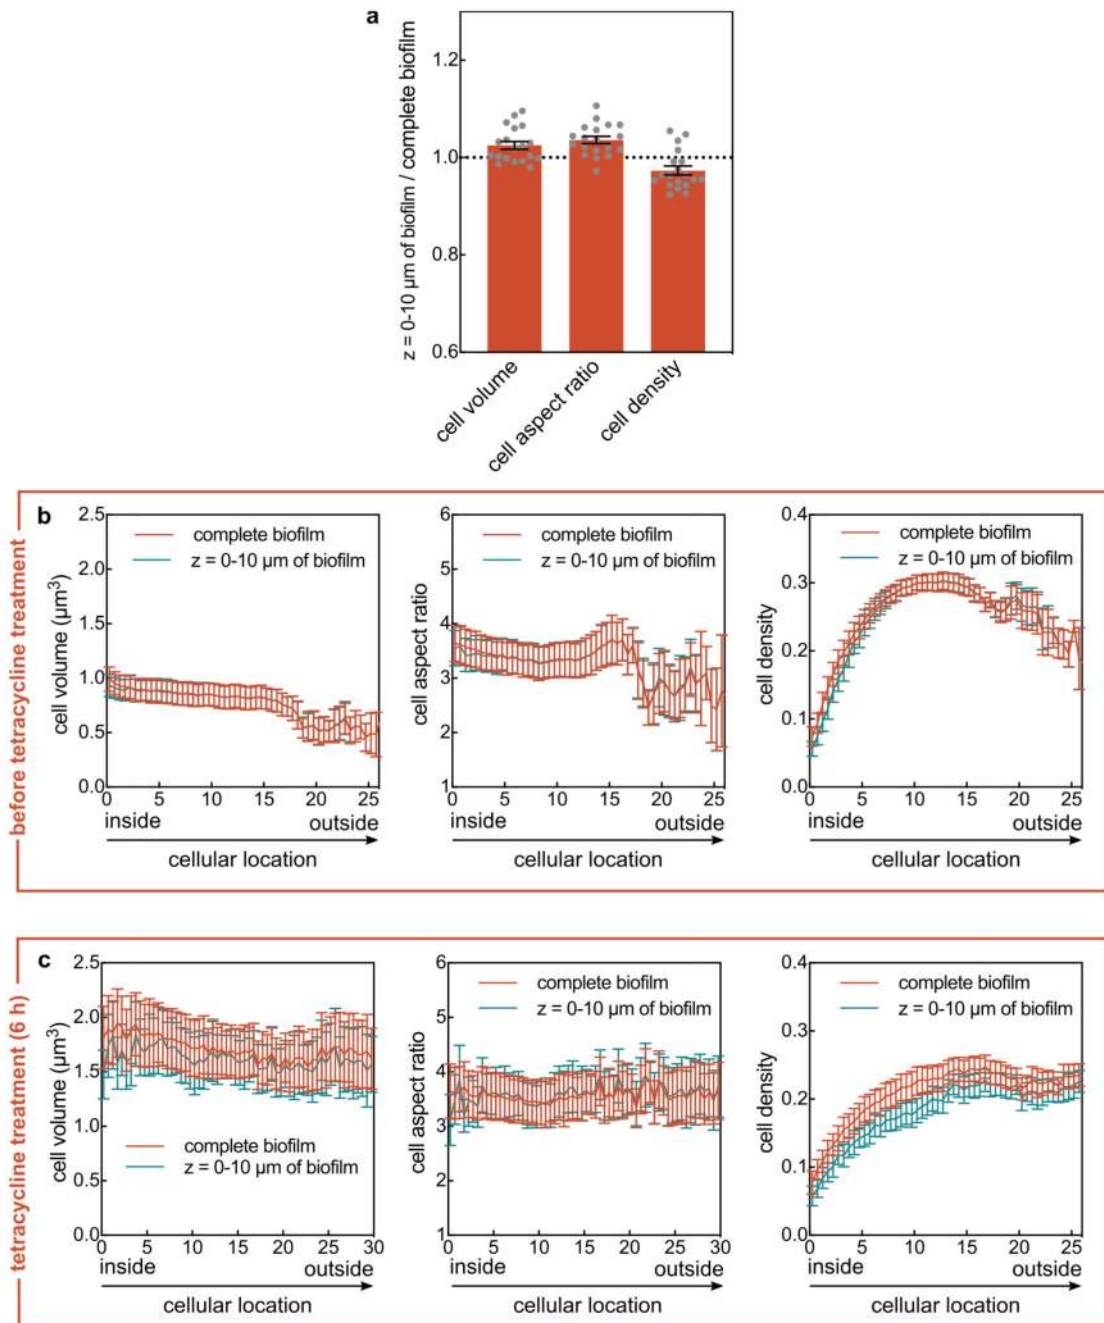 a
z = 0-10 µm of biofilm / complete biofilm
1.2
1.0
0.8
0.6
cell volume
cell aspect ratio
cell density
before tetracycline treatment
b
cell volume (µm³)
2.5
2.0
1.5
1.0
0.5
0.0
complete biofilm
z = 0-10 µm of biofilm
0 5 10 15 20 25
inside outside
cellular location
cell aspect ratio
6
5
4
3
2
1
complete biofilm
z = 0-10 µm of biofilm
0 5 10 15 20 25
inside outside
cellular location
cell density
0.4
0.3
0.2
0.1
0.0
complete biofilm
z = 0-10 µm of biofilm
0 5 10 15 20 25
inside outside
cellular location
tetracycline treatment (6 h)
c
cell volume (µm³)
2.5
2.0
1.5
1.0
0.5
0.0
complete biofilm
z = 0-10 µm of biofilm
0 5 10 15 20 25 30
inside outside
cellular location
cell aspect ratio
6
5
4
3
2
1
complete biofilm
z = 0-10 µm of biofilm
0 5 10 15 20 25 30
inside outside
cellular location
cell density
0.4
0.3
0.2
0.1
0.0
complete biofilm
z = 0-10 µm of biofilm
0 5 10 15 20 25
inside outside
cellular location